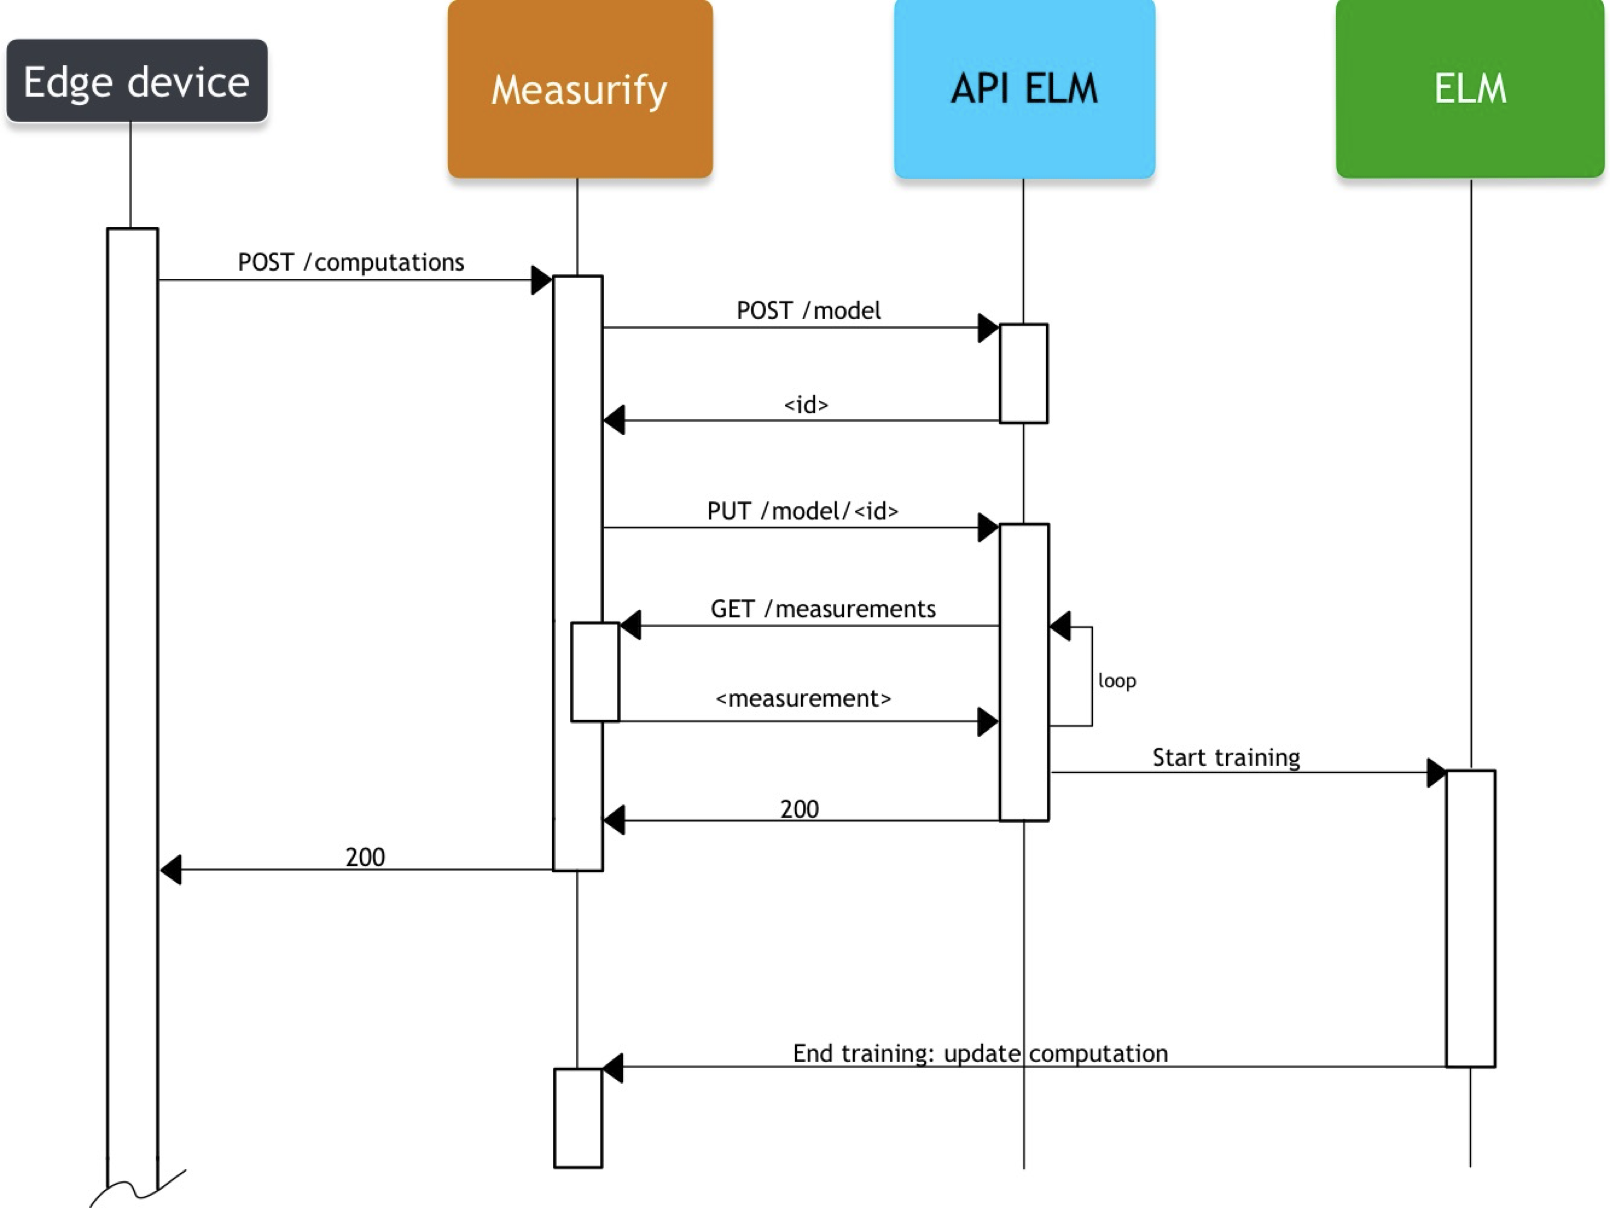 Edge device
Measurify
API ELM
ELM
POST /computations
POST /model
<id>
PUT /model/<id>
GET /measurements
loop
<measurement>
Start training
200
200
End training: update computation